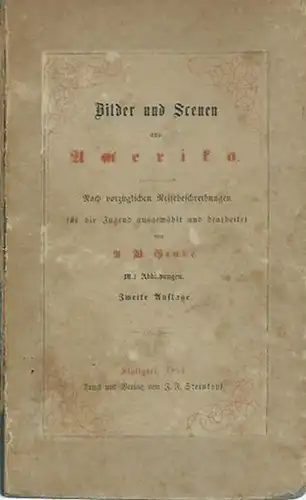 Bilder und Scenen
aus
Amerika.
Nach vorzüglichen Reisebeschreibungen
für die Jugend ausgewählt und bearbeitet
von
A W Grube
Mit Abbildungen.
Zweite Auflage.
Stuttgart,
Druck und Verlag von J. F. Steinkopf